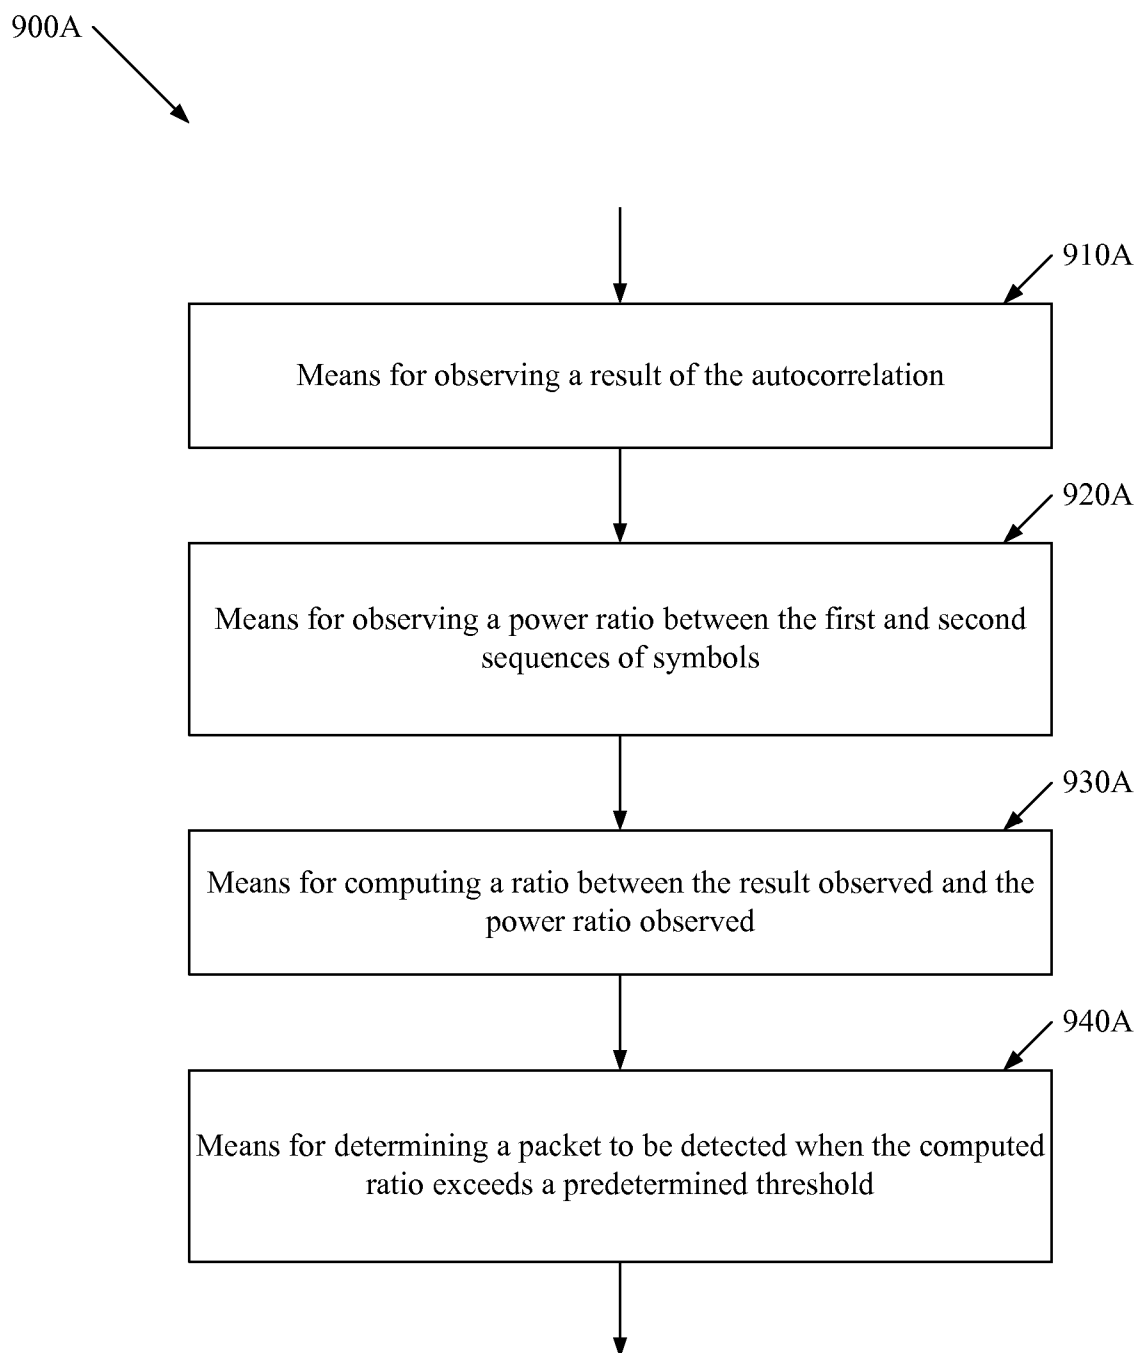 900A
910A
Means for observing a result of the autocorrelation
920A
Means for observing a power ratio between the first and second
sequences of symbols
930A
Means for computing a ratio between the result observed and the
power ratio observed
940A
Means for determining a packet to be detected when the computed
ratio exceeds a predetermined threshold